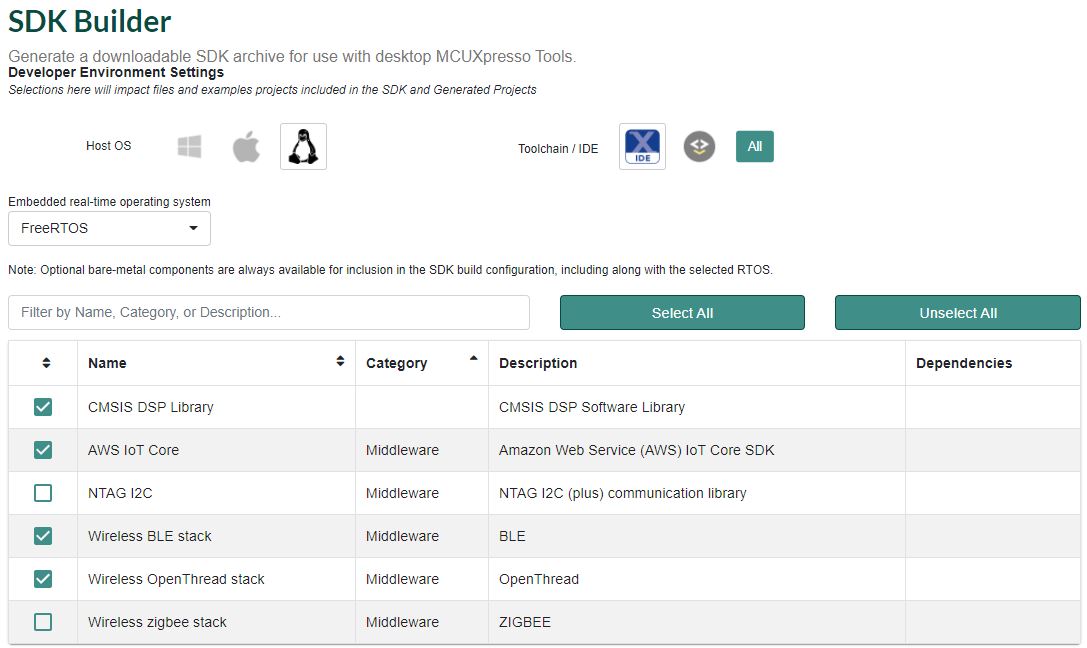 SDK Builder
Generate a downloadable SDK archive for use with desktop MCUXpresso Tools.
Developer Environment Settings
Selections here will impact files and examples projects included in the SDK and Generated Projects
Host OS
Toolchain / IDE
X
IDE
All
Embedded real-time operating system
FreeRTOS
Note: Optional bare-metal components are always available for inclusion in the SDK build configuration, including along with the selected RTOS.
Filter by Name, Category, or Description...
Select All
Unselect All
Name Category Description Dependencies
CMSIS DSP Library CMSIS DSP Software Library
AWS IoT Core Middleware Amazon Web Service (AWS) IoT Core SDK
NTAG I2C Middleware NTAG I2C (plus) communication library
Wireless BLE stack Middleware BLE
Wireless OpenThread stack Middleware OpenThread
Wireless zigbee stack Middleware ZIGBEE